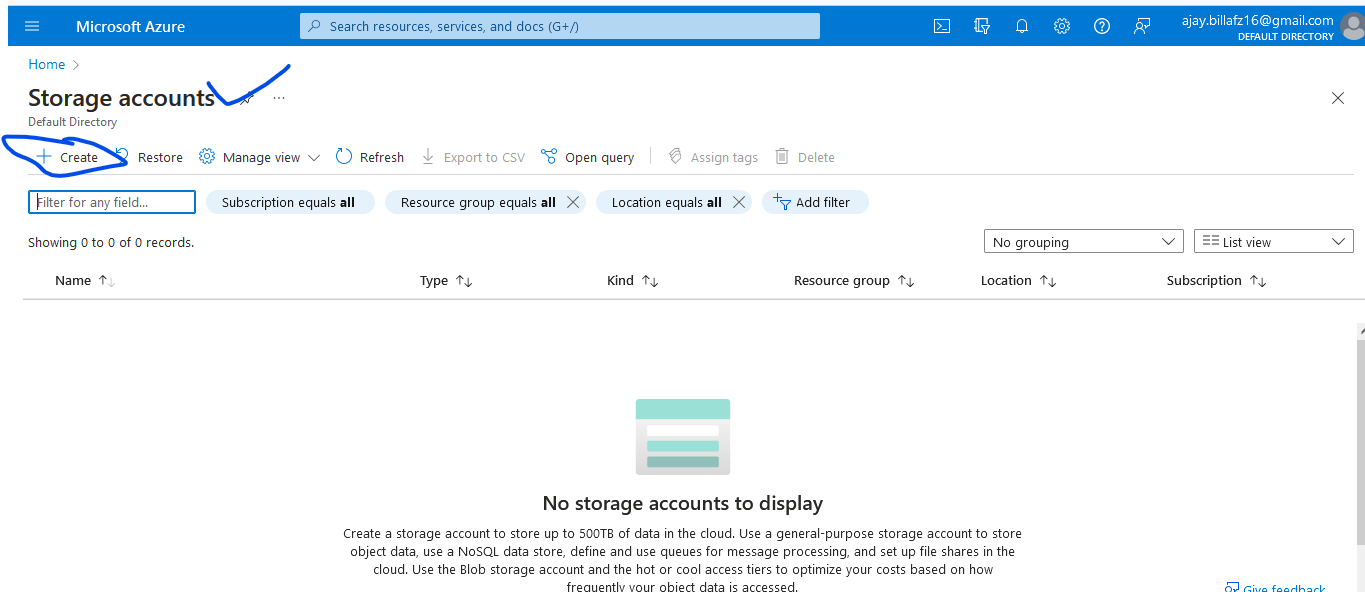 Microsoft Azure
Search resources, services, and docs (G+/)
ajay.billafz16@gmail.com
DEFAULT DIRECTORY
Home >
Storage accounts ...
Default Directory
+ Create Restore Manage view Refresh Export to CSV Open query Assign tags Delete
Filter for any field... Subscription equals all Resource group equals all Location equals all Add filter
Showing 0 to 0 of 0 records. No grouping List view
Name Type Kind Resource group Location Subscription
No storage accounts to display
Create a storage account to store up to 500TB of data in the cloud. Use a general-purpose storage account to store
object data, use a NoSQL data store, define and use queues for message processing, and set up file shares in the
cloud. Use the Blob storage account and the hot or cool access tiers to optimize your costs based on how
frequently your object data is accessed.
Give feedback